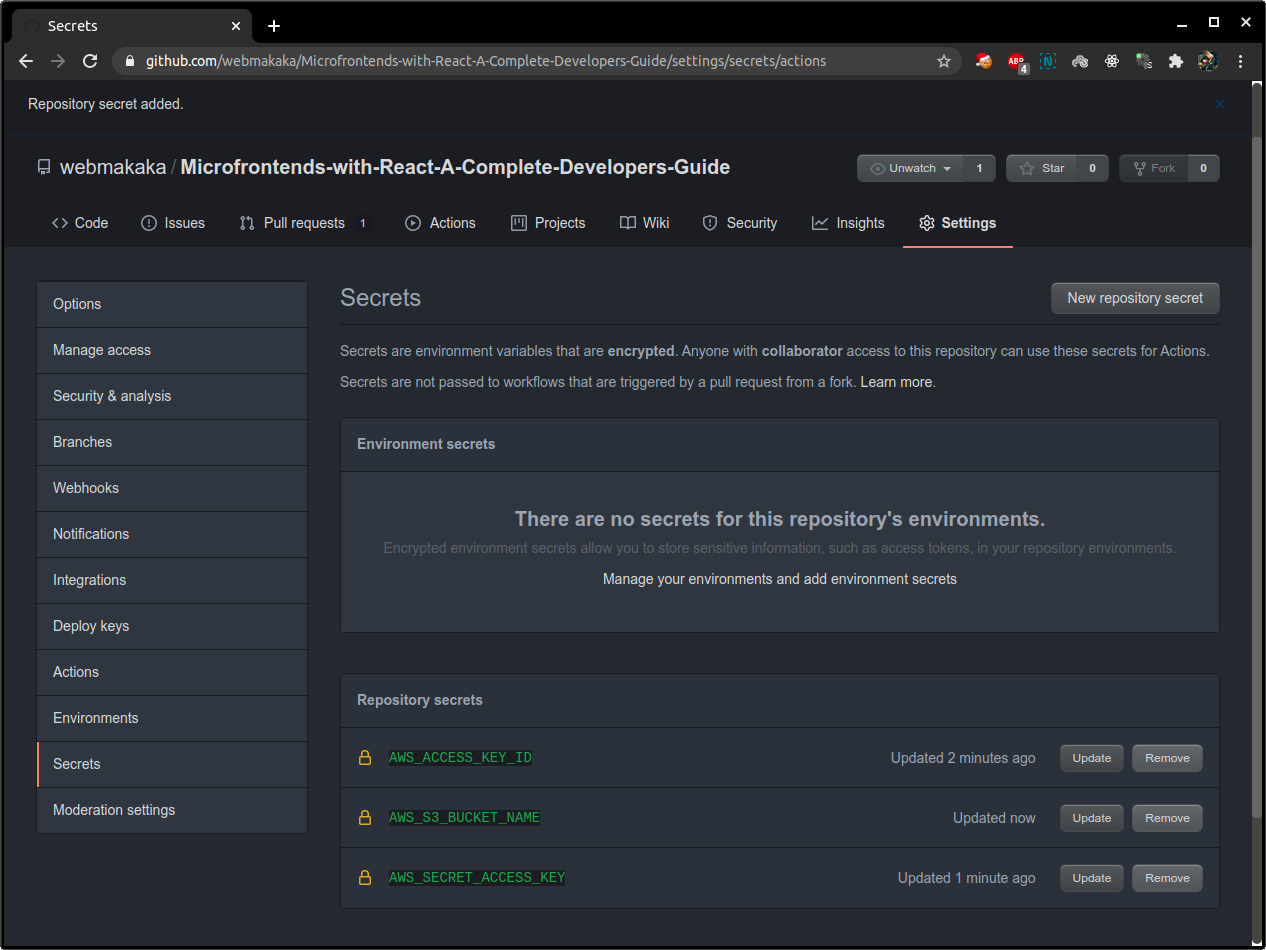 Secrets
github.com/webmakaka/Microfrontends-with-React-A-Complete-Developers-Guide/settings/secrets/actions
ABP
4
N
Repository secret added.
webmakaka / Microfrontends-with-React-A-Complete-Developers-Guide
Unwatch 1
Star 0
Fork 0
Code
Issues
Pull requests 1
Actions
Projects
Wiki
Security
Insights
Settings
Options
Manage access
Security & analysis
Branches
Webhooks
Notifications
Integrations
Deploy keys
Actions
Environments
Secrets
Moderation settings
Secrets
New repository secret
Secrets are environment variables that are encrypted. Anyone with collaborator access to this repository can use these secrets for Actions.
Secrets are not passed to workflows that are triggered by a pull request from a fork. Learn more.
Environment secrets
There are no secrets for this repository's environments.
Encrypted environment secrets allow you to store sensitive information, such as access tokens, in your repository environments.
Manage your environments and add environment secrets
Repository secrets
AWS_ACCESS_KEY_ID Updated 2 minutes ago Update Remove
AWS_S3_BUCKET_NAME Updated now Update Remove
AWS_SECRET_ACCESS_KEY Updated 1 minute ago Update Remove